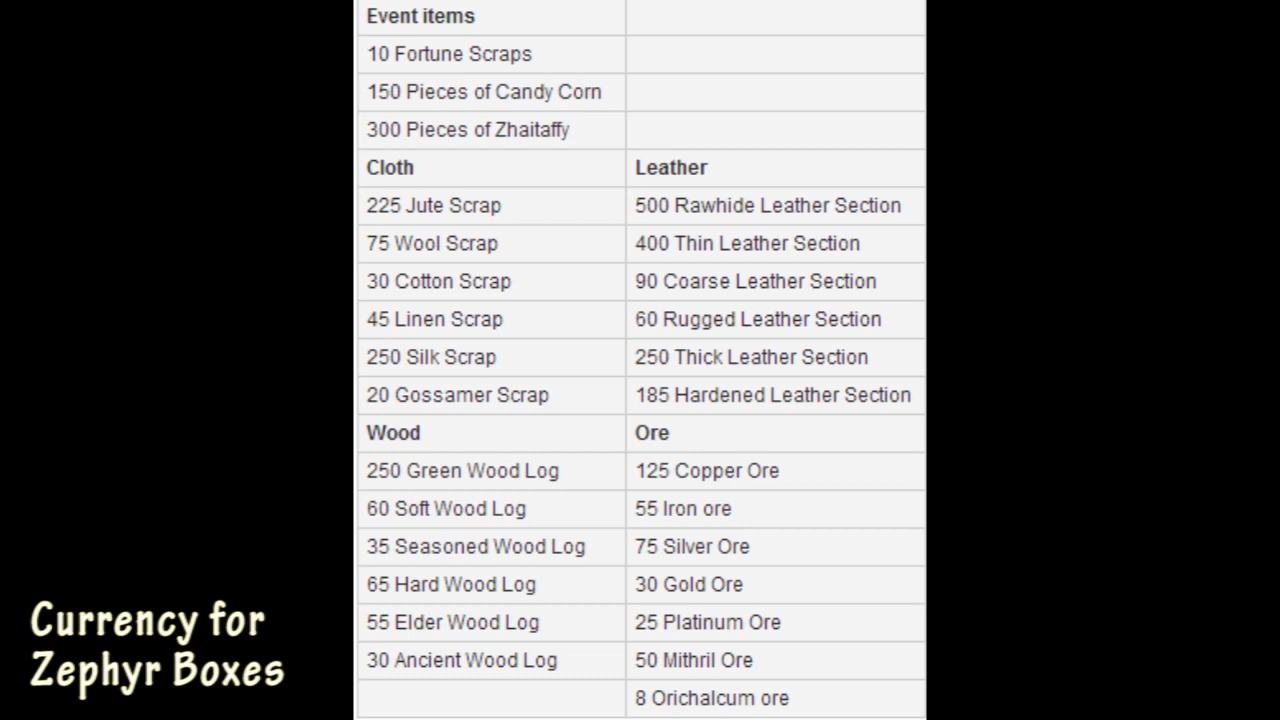 Event items
10 Fortune Scraps
150 Pieces of Candy Corn
300 Pieces of Zhaitaffy
Cloth Leather
225 Jute Scrap 500 Rawhide Leather Section
75 Wool Scrap 400 Thin Leather Section
30 Cotton Scrap 90 Coarse Leather Section
45 Linen Scrap 60 Rugged Leather Section
250 Silk Scrap 250 Thick Leather Section
20 Gossamer Scrap 185 Hardened Leather Section
Wood Ore
250 Green Wood Log 125 Copper Ore
60 Soft Wood Log 55 Iron ore
35 Seasoned Wood Log 75 Silver Ore
65 Hard Wood Log 30 Gold Ore
55 Elder Wood Log 25 Platinum Ore
30 Ancient Wood Log 50 Mithril Ore
8 Orichalcum ore
Currency for
Zephyr Boxes